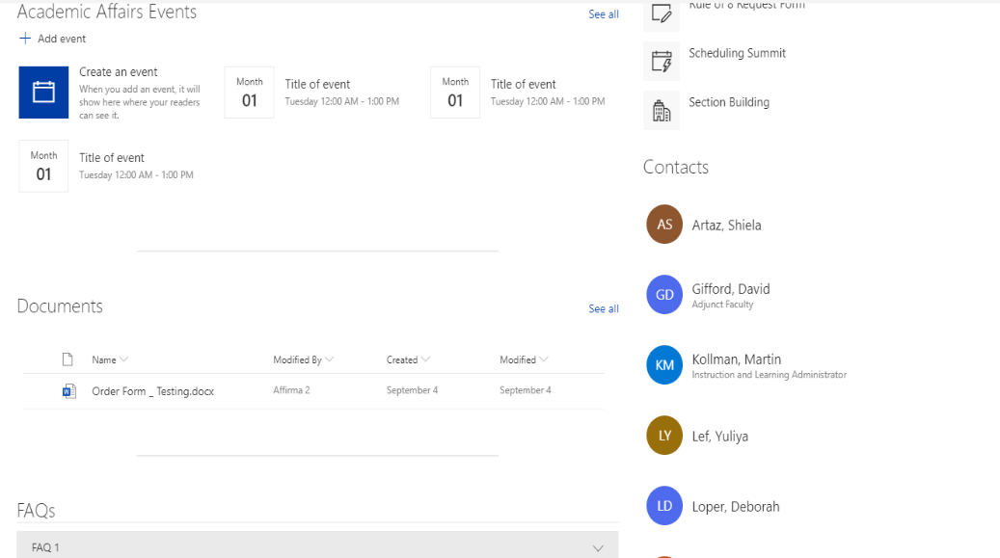 Academic Affairs Events
See all
Add event
Create an event
When you add an event, it will
show here where your readers
can see it.
Month
01
Title of event
Tuesday 12:00 AM - 1:00 PM
Month
01
Title of event
Tuesday 12:00 AM - 1:00 PM
Month
01
Title of event
Tuesday 12:00 AM - 1:00 PM
Documents
See all
Name
Modified By
Created
Modified
Order Form _ Testing.docx
Affirma 2
September 4
September 4
FAQs
FAQ 1
Rule of 8 Request Form
Scheduling Summit
Section Building
Contacts
AS
Artaz, Shiela
GD
Gifford, David
Adjunct Faculty
KM
Kollman, Martin
Instruction and Learning Administrator
LY
Lef, Yuliya
LD
Loper, Deborah